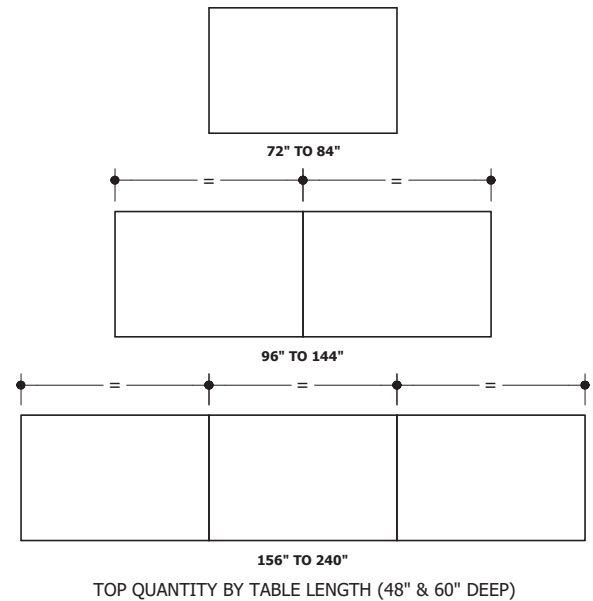 72" TO 84"
= =
96" TO 144"
= = =
156" TO 240"
TOP QUANTITY BY TABLE LENGTH (48" & 60" DEEP)